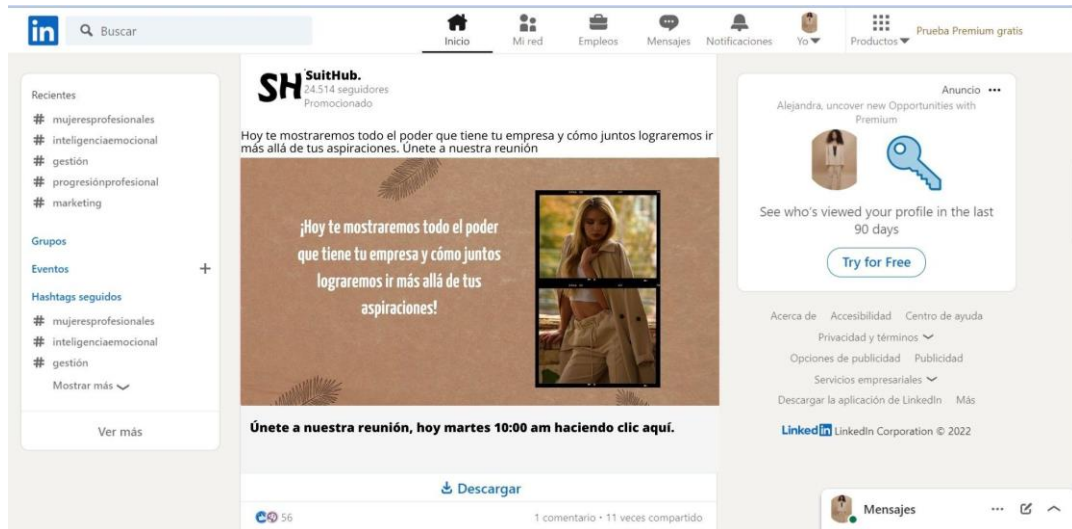 in
Buscar
Inicio
Mi red
Empleos
Mensajes
Notificaciones
Yo
Productos
Prueba Premium gratis
Recientes
# mujeresprofesionales
# inteligenciaemocional
# gestión
# progresiónprofesional
# marketing
Grupos
Eventos +
Hashtags seguidos
# mujeresprofesionales
# inteligenciaemocional
# gestión
Mostrar más
Ver más
SH
SuitHub.
24.514 seguidores
Promocionado
Hoy te mostraremos todo el poder que tiene tu empresa y cómo juntos lograremos ir
más allá de tus aspiraciones. Únete a nuestra reunión
¡Hoy te mostraremos todo el poder
que tiene tu empresa y cómo juntos
lograremos ir más allá de tus
aspiraciones!
Únete a nuestra reunión, hoy martes 10:00 am haciendo clic aquí.
Descargar
56
1 comentario • 11 veces compartido
Anuncio •••
Alejandra, uncover new Opportunities with
Premium
See who's viewed your profile in the last
90 days
Try for Free
Acerca de Accesibilidad Centro de ayuda
Privacidad y términos
Opciones de publicidad Publicidad
Servicios empresariales
Descargar la aplicación de LinkedIn Más
Linked in LinkedIn Corporation © 2022
Mensajes •••